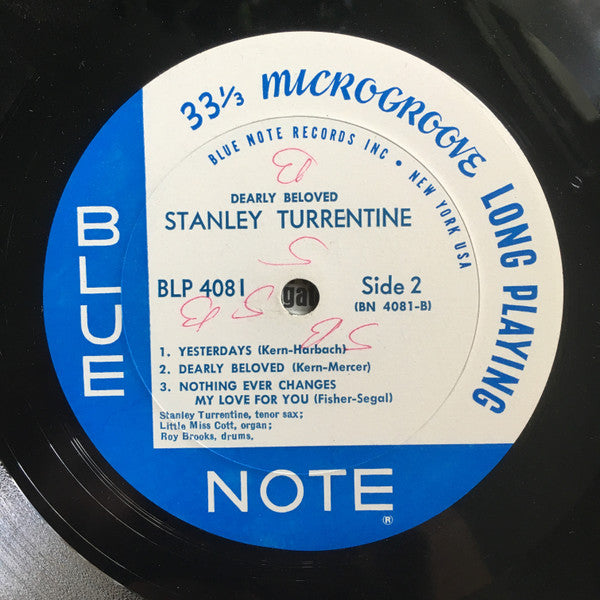 33⅓ MICROGROOVE LONG PLAYING
BLUE NOTE RECORDS INC • NEW YORK USA
B
DEARLY BELOVED
STANLEY TURRENTINE
S
BLP 4081
Side 2
(BN 4081-B)
S B
S B
1. YESTERDAYS (Kern-Harbach)
2. DEARLY BELOVED (Kern-Mercer)
3. NOTHING EVER CHANGES
MY LOVE FOR YOU (Fisher-Segal)
Stanley Turrentine, tenor sax;
Little Miss Cott, organ;
Roy Brooks, drums.
BLUE
NOTE ®